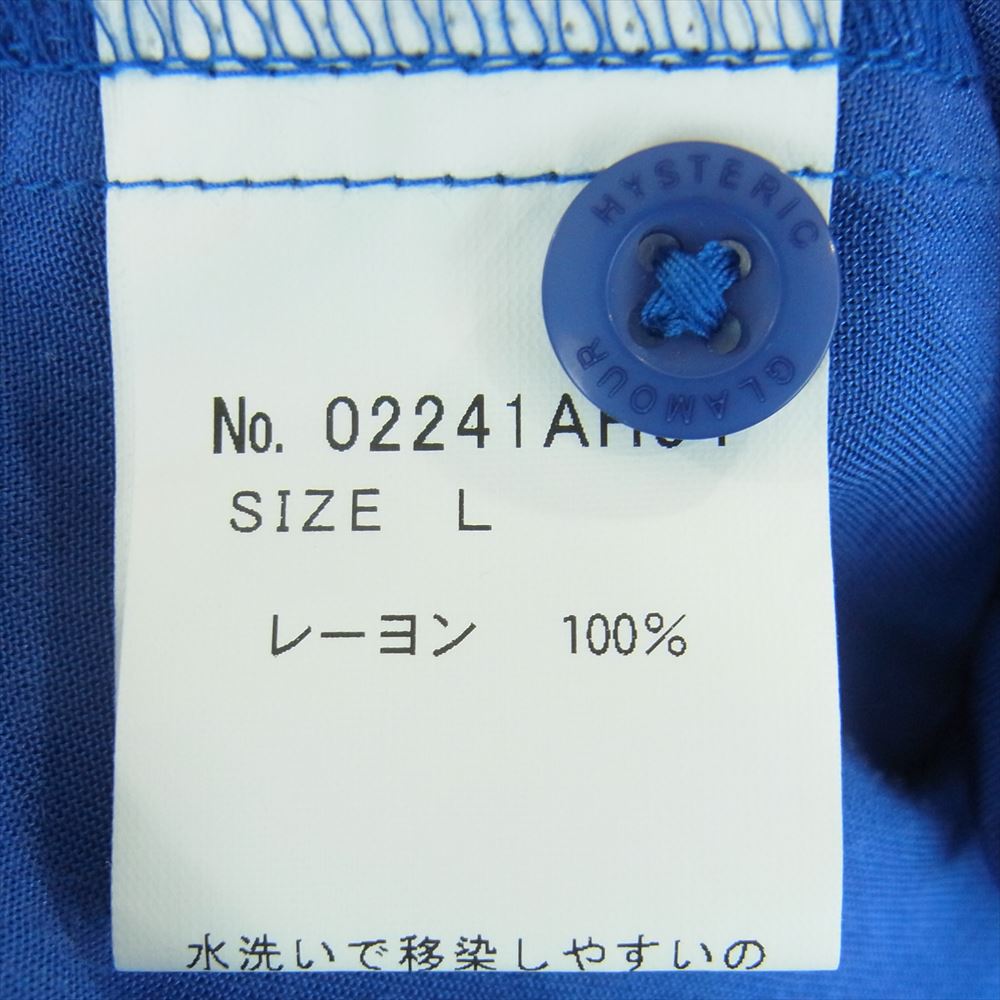 HYSTERIC
GLAMOUR
No.
SIZE L
レーヨン 100%
水洗いで移染しやすいの